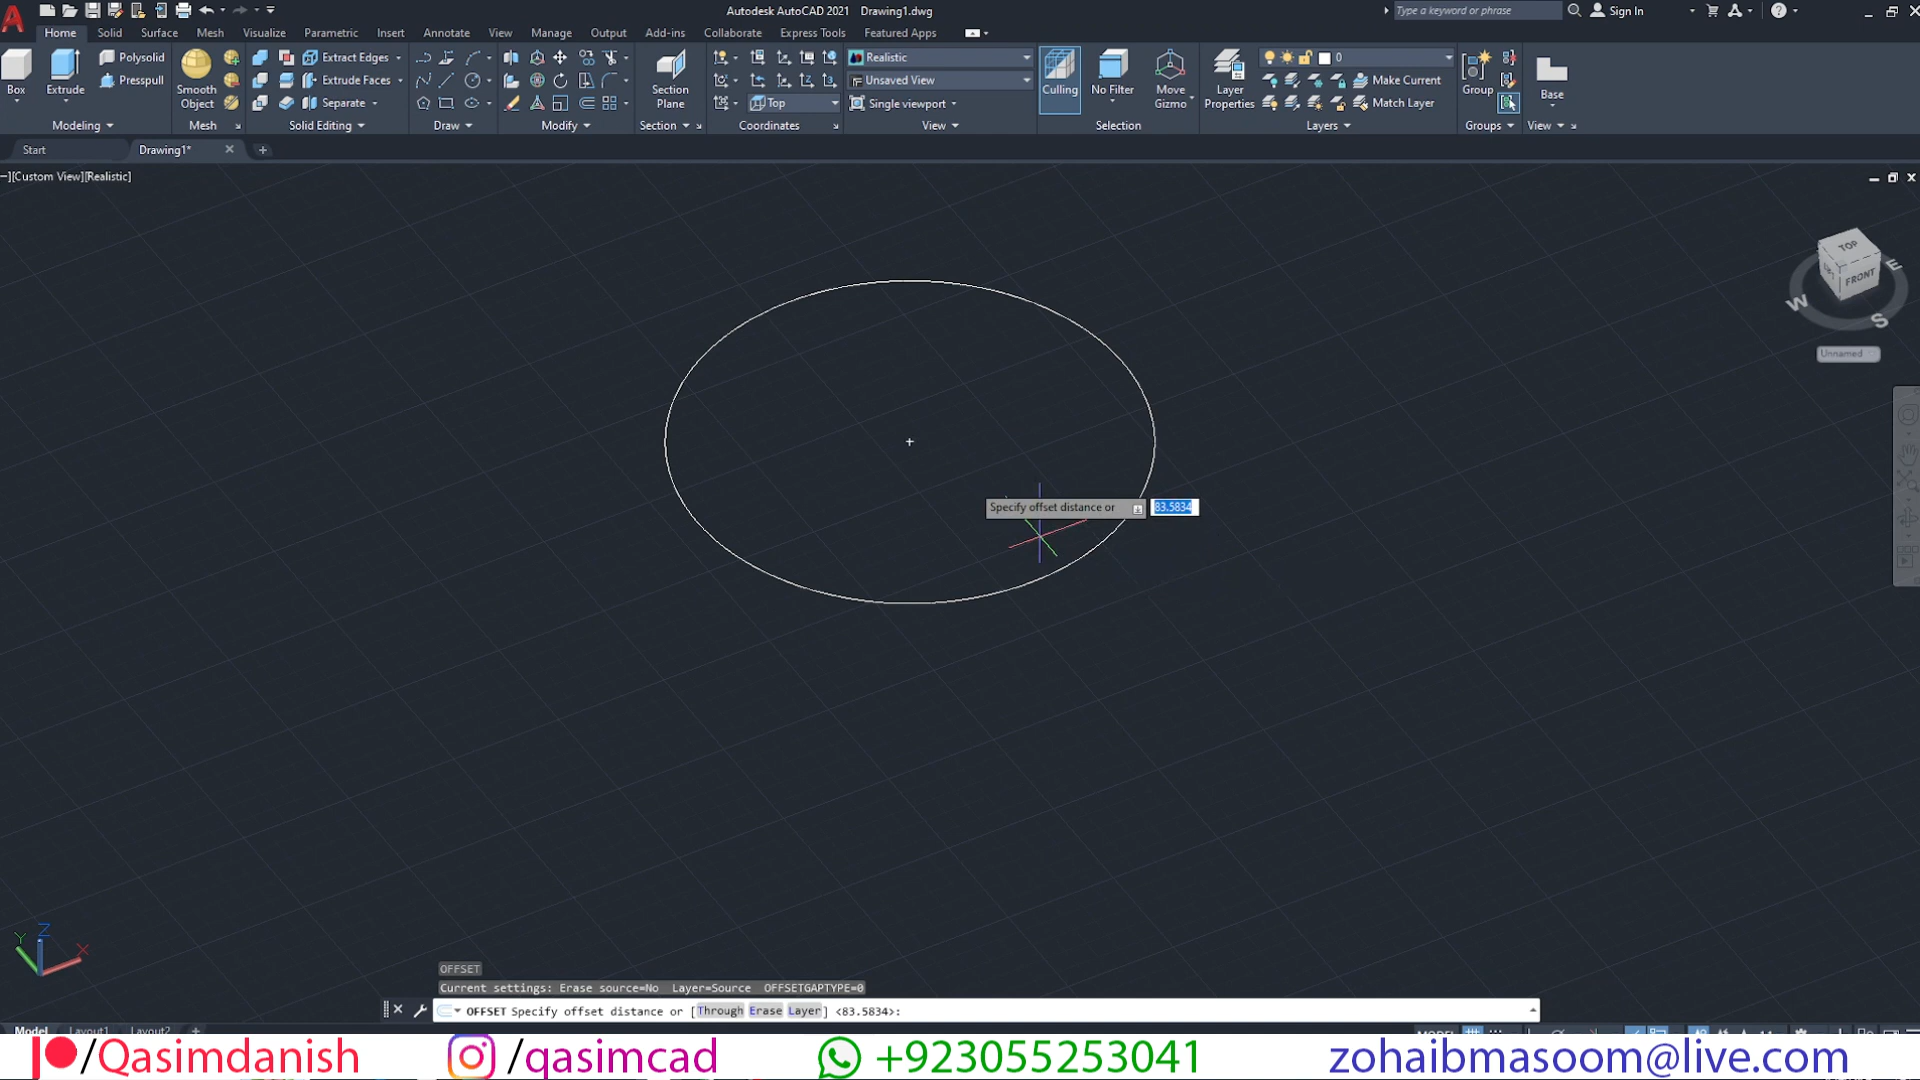 Autodesk AutoCAD 2021 Drawing1.dwg
Type a keyword or phrase
Sign In
Home Solid Surface Mesh Visualize Parametric Insert Annotate View Manage Output Add-ins Collaborate Express Tools Featured Apps
Box
Extrude
Polysolid
Presspull
Modeling
Smooth
Object
Mesh
Extract Edges
Extrude Faces
Separate
Solid Editing
Draw
Modify
Section
Plane
Section
Top
Coordinates
Realistic
Unsaved View
Single viewport
View
Culling
No Filter
Move
Gizmo
Selection
Layer
Properties
0
Make Current
Match Layer
Layers
Group
Groups
Base
View
Start
Drawing1*
][Custom View][Realistic]
TOP
FRONT
W
S
E
Unnamed
Specify offset distance or 83.5834
Z
Y
X
OFFSET
Current settings: Erase source=No Layer=Source OFFSETGAPTYPE=0
OFFSET Specify offset distance or [Through Erase Layer] <83.5834>:
Model Layout1 Layout2 +
MODEL
/Qasimdanish
/qasimcad
+923055253041
zohaibmasoom@live.com